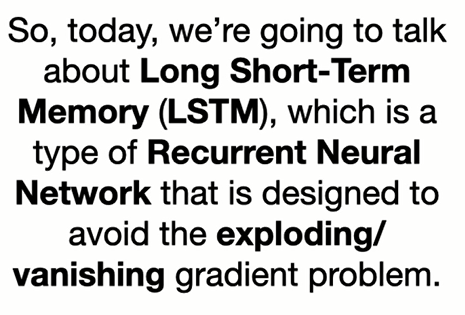 So, today, we’re going to talk
about Long Short-Term
Memory (LSTM), which is a
type of Recurrent Neural
Network that is designed to
avoid the exploding/
vanishing gradient problem.